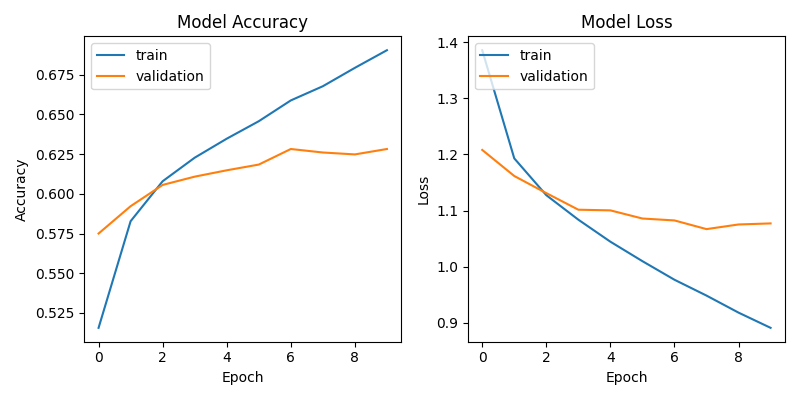 Model Accuracy
train
validation
0.675
0.650
0.625
0.600
0.575
0.550
0.525
Accuracy
0
2
4
6
8
Epoch
Model Loss
train
validation
1.4
1.3
1.2
1.1
1.0
0.9
Loss
0
2
4
6
8
Epoch